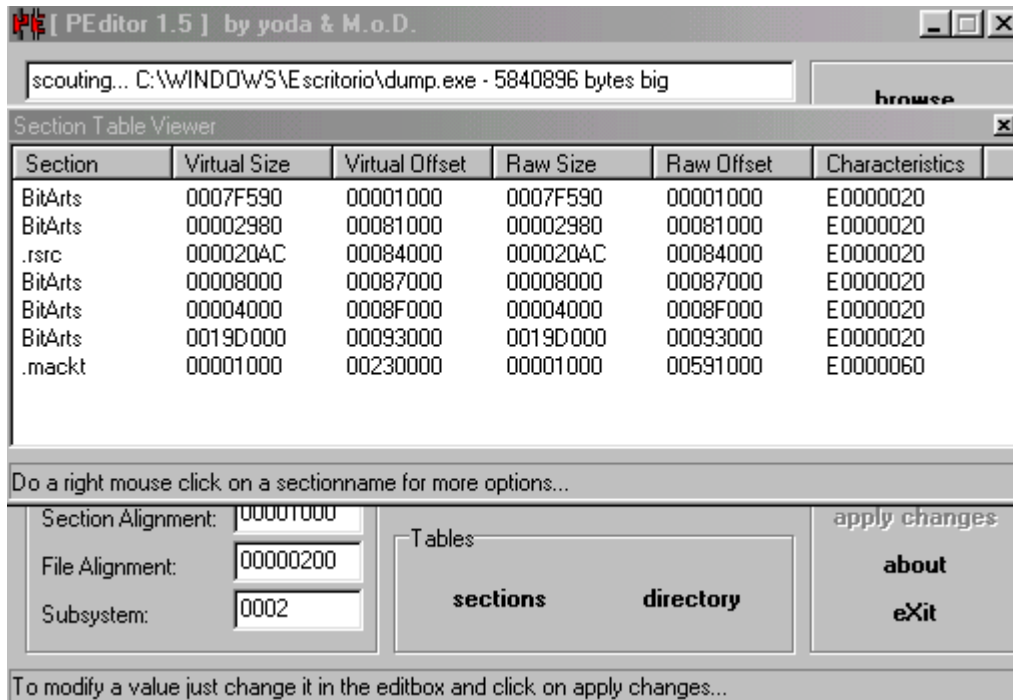 [ PEditor 1.5 ] by yoda & M.o.D.
scouting... C:\WINDOWS\Escritorio\dump.exe - 5840896 bytes big
browse
Section Table Viewer
Section Virtual Size Virtual Offset Raw Size Raw Offset Characteristics
BitArts 0007F590 00001000 0007F590 00001000 E0000020
BitArts 00002980 00081000 00002980 00081000 E0000020
.rsrc 000020AC 00084000 000020AC 00084000 E0000020
BitArts 00008000 00087000 00008000 00087000 E0000020
BitArts 00004000 0008F000 00004000 0008F000 E0000020
BitArts 0019D000 00093000 0019D000 00093000 E0000020
.mackt 00001000 00230000 00001000 00591000 E0000060
Do a right mouse click on a sectionname for more options...
Section Alignment: 00001000
File Alignment: 00000200
Subsystem: 0002
Tables
sections directory
apply changes
about
eXit
To modify a value just change it in the editbox and click on apply changes...